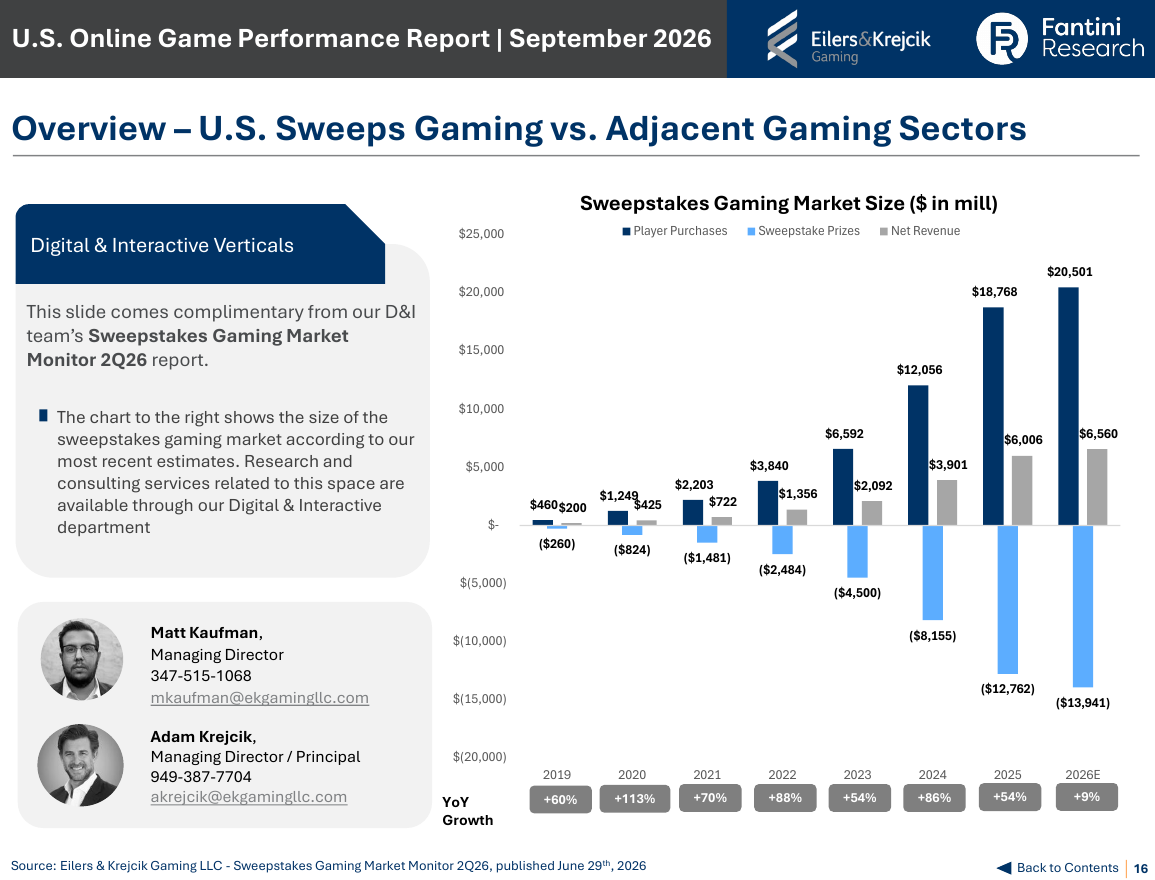 U.S. Online Game Performance Report | September 2026
Eilers&Krejcik
Gaming
Fantini
Research
Overview – U.S. Sweeps Gaming vs. Adjacent Gaming Sectors
Digital & Interactive Verticals
This slide comes complimentary from our D&I
team’s Sweepstakes Gaming Market
Monitor 2Q26 report.
The chart to the right shows the size of the
sweepstakes gaming market according to our
most recent estimates. Research and
consulting services related to this space are
available through our Digital & Interactive
department
Matt Kaufman,
Managing Director
347-515-1068
mkaufman@ekgamingllc.com
Adam Krejcik,
Managing Director / Principal
949-387-7704
akrejcik@ekgamingllc.com
Sweepstakes Gaming Market Size ($ in mill)
Player Purchases Sweepstake Prizes Net Revenue
$25,000
$20,000
$15,000
$10,000
$5,000
$-
$(5,000)
$(10,000)
$(15,000)
$(20,000)
$460 $200
($260)
$1,249 $425
($824)
$2,203 $722
($1,481)
$3,840 $1,356
($2,484)
$6,592 $2,092
($4,500)
$12,056 $3,901
($8,155)
$18,768 $6,006
($12,762)
$20,501 $6,560
($13,941)
2019 2020 2021 2022 2023 2024 2025 2026E
YoY
Growth
+60% +113% +70% +88% +54% +86% +54% +9%
Source: Eilers & Krejcik Gaming LLC - Sweepstakes Gaming Market Monitor 2Q26, published June 29th, 2026
Back to Contents 16